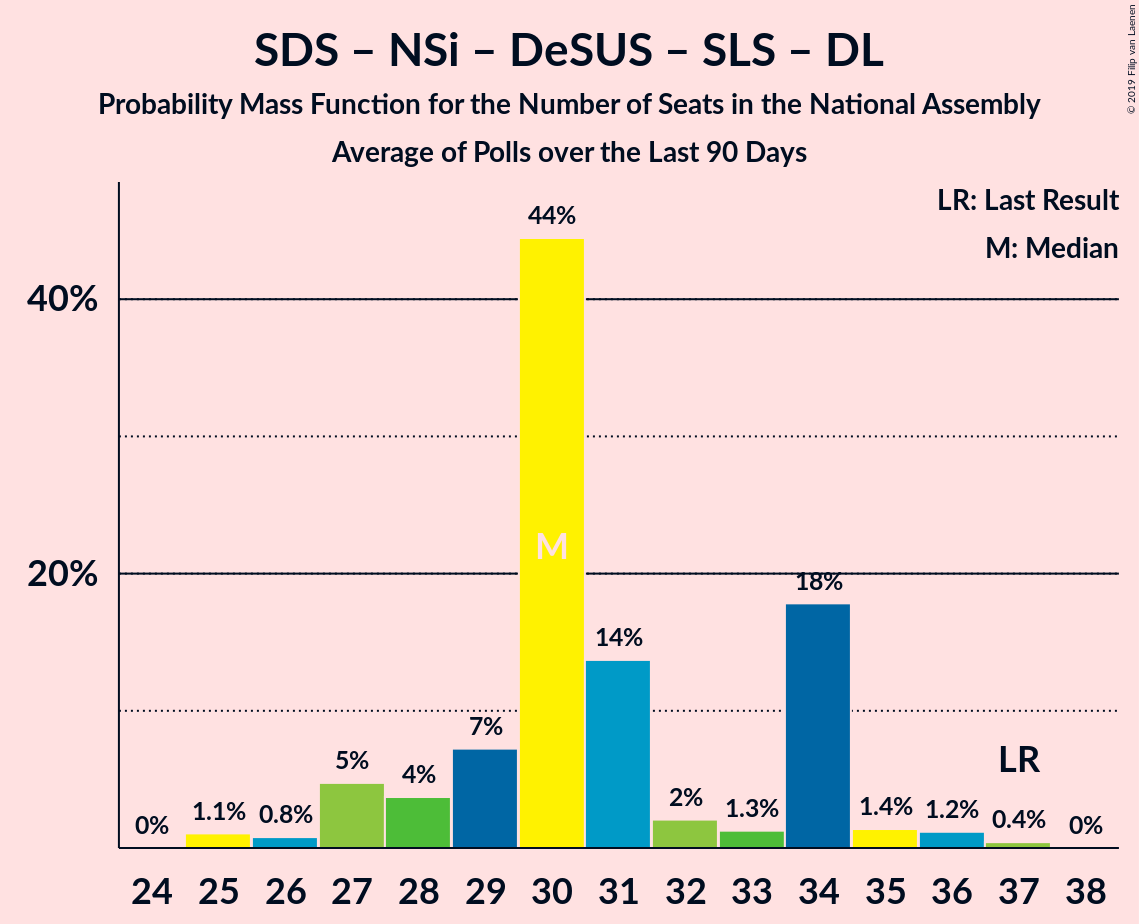 SDS – NSi – DeSUS – SLS – DL
Probability Mass Function for the Number of Seats in the National Assembly
Average of Polls over the Last 90 Days
© 2019 Filip van Laenen
LR: Last Result
M: Median
40%
20%
0%
1.1%
0.8%
5%
4%
7%
44%
M
14%
2%
1.3%
18%
1.4%
1.2%
LR
0.4%
0%
24 25 26 27 28 29 30 31 32 33 34 35 36 37 38